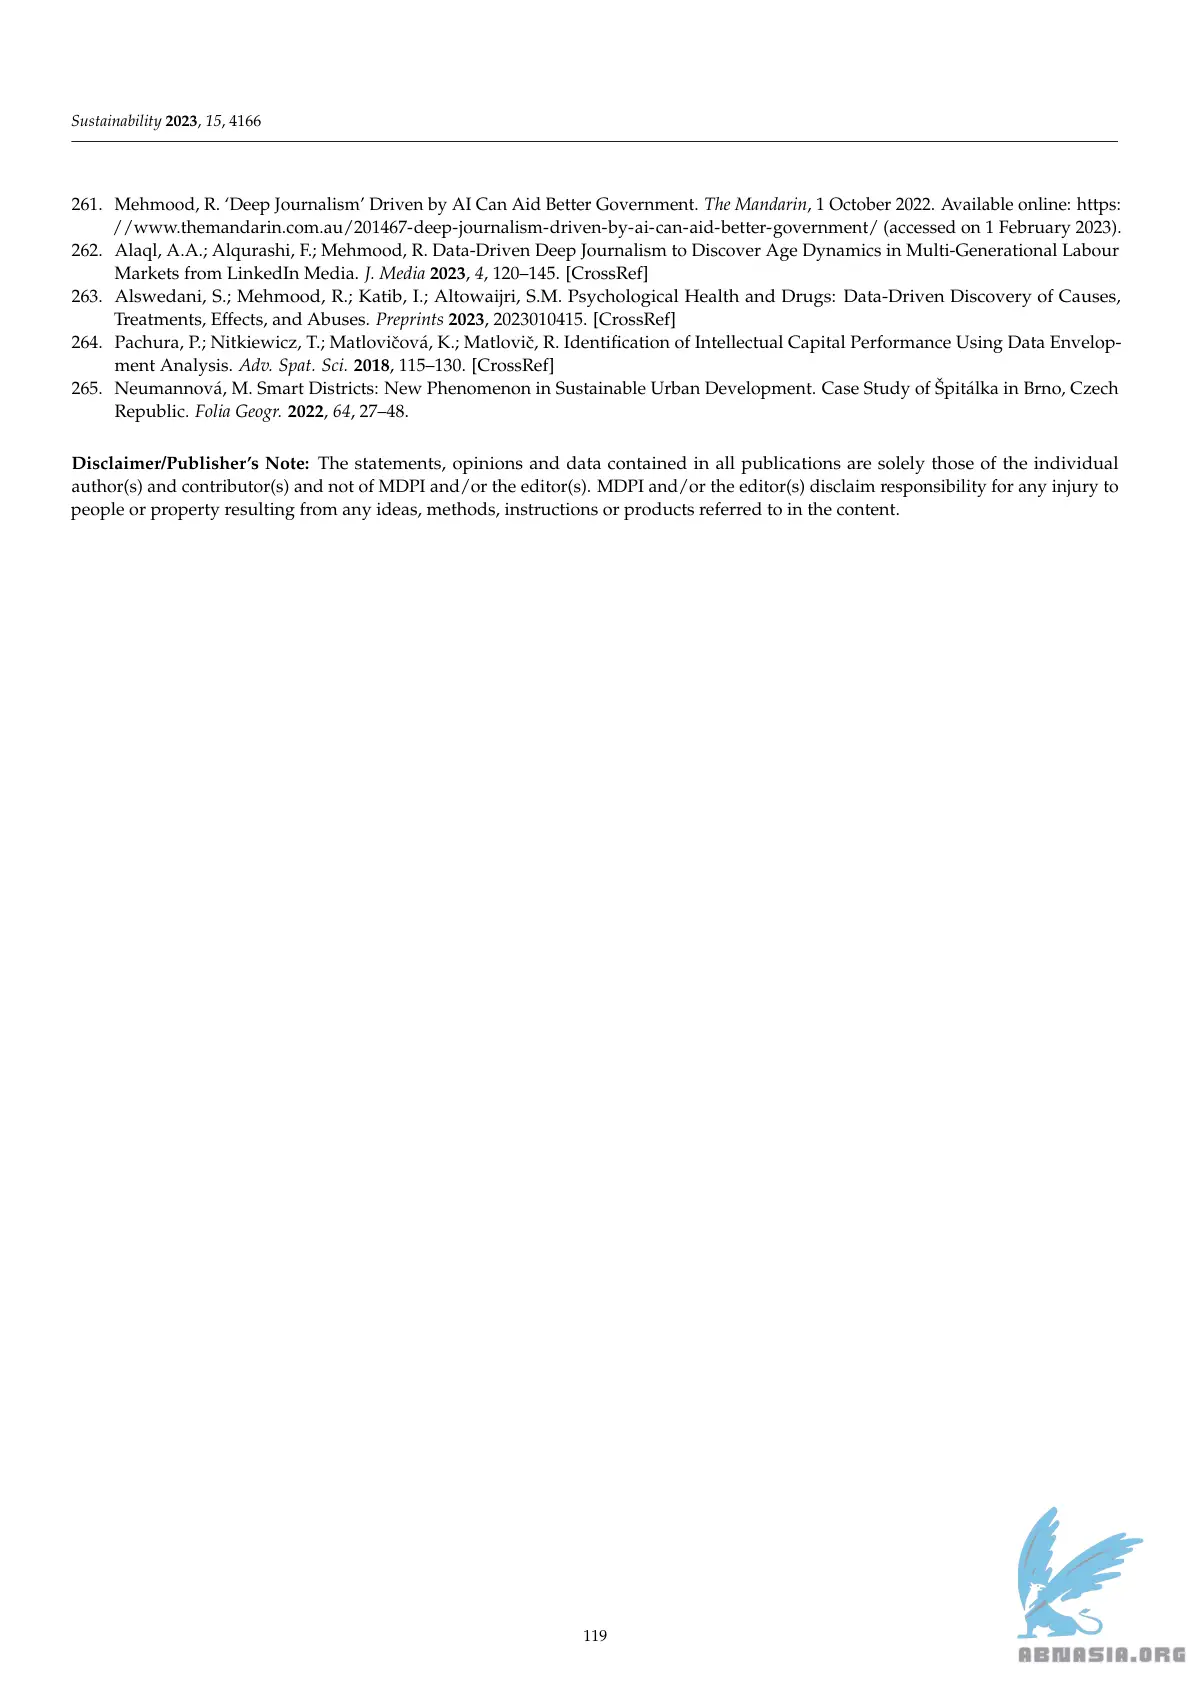 Sustainability 2023, 15, 4166
261. Mehmood, R. ‘Deep Journalism’ Driven by AI Can Aid Better Government. The Mandarin, 1 October 2022. Available online: https:
//www.themandarin.com.au/201467-deep-journalism-driven-by-ai-can-aid-better-government/ (accessed on 1 February 2023).
262. Alaql, A.A.; Alqurashi, F.; Mehmood, R. Data-Driven Deep Journalism to Discover Age Dynamics in Multi-Generational Labour
Markets from LinkedIn Media. J. Media 2023, 4, 120–145. [CrossRef]
263. Alswedani, S.; Mehmood, R.; Katib, I.; Altowaijri, S.M. Psychological Health and Drugs: Data-Driven Discovery of Causes,
Treatments, Effects, and Abuses. Preprints 2023, 2023010415. [CrossRef]
264. Pachura, P.; Nitkiewicz, T.; Matlovičová, K.; Matlovič, R. Identification of Intellectual Capital Performance Using Data Envelop-
ment Analysis. Adv. Spat. Sci. 2018, 115–130. [CrossRef]
265. Neumannová, M. Smart Districts: New Phenomenon in Sustainable Urban Development. Case Study of Špitálka in Brno, Czech
Republic. Folia Geogr. 2022, 64, 27–48.
Disclaimer/Publisher’s Note: The statements, opinions and data contained in all publications are solely those of the individual
author(s) and contributor(s) and not of MDPI and/or the editor(s). MDPI and/or the editor(s) disclaim responsibility for any injury to
people or property resulting from any ideas, methods, instructions or products referred to in the content.
119
ABNASIA.ORG